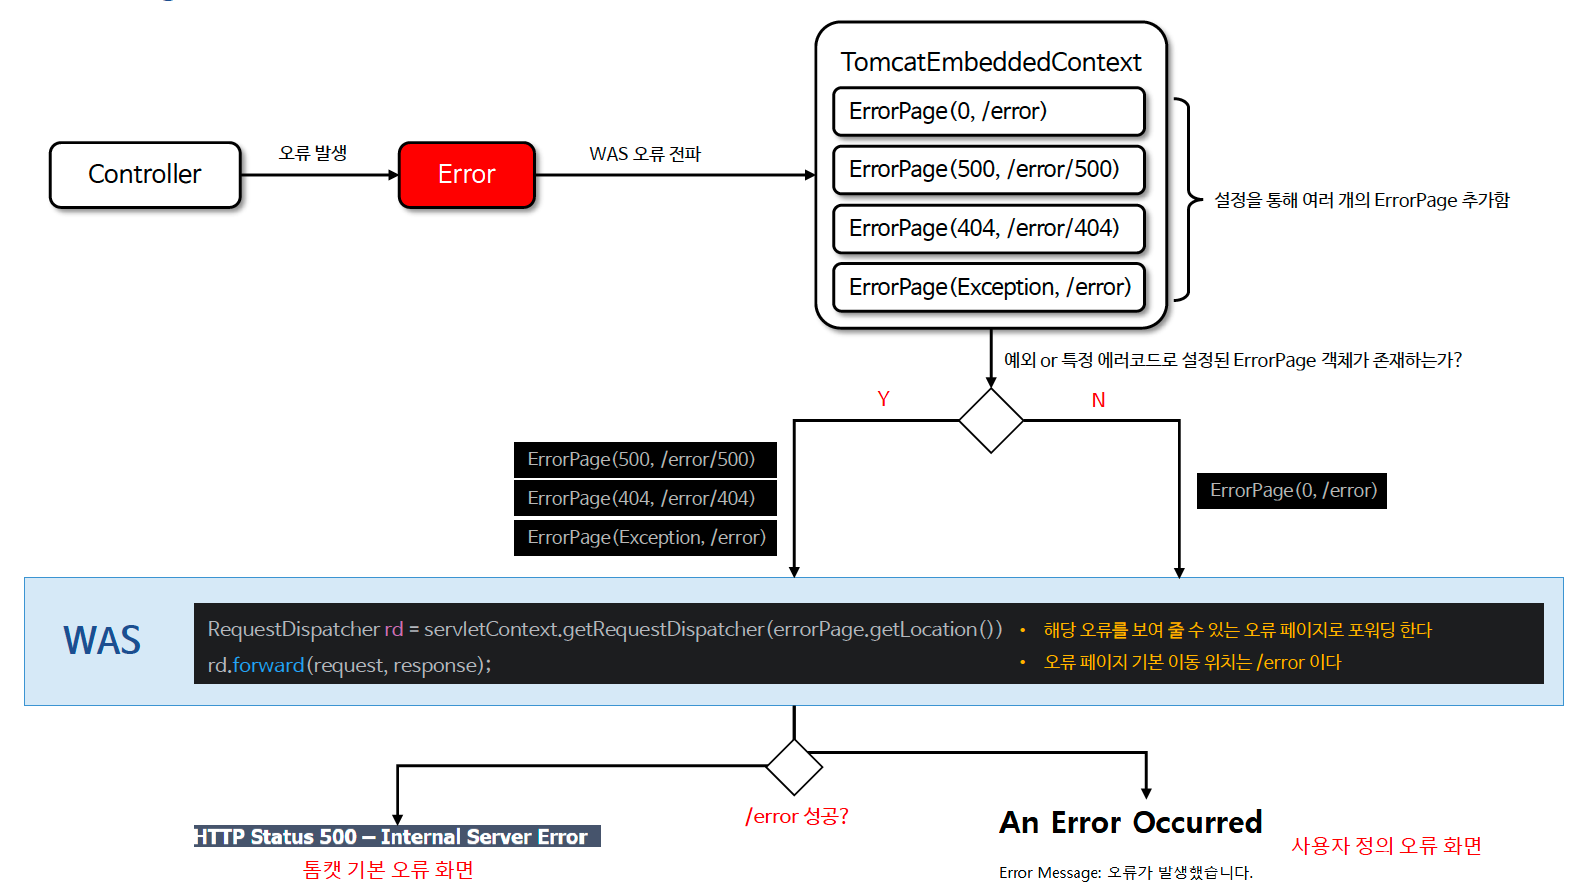 TomcatEmbeddedContext
ErrorPage(0, /error)
ErrorPage(500, /error/500)
ErrorPage(404, /error/404)
ErrorPage(Exception, /error)
Controller
오류 발생
Error
WAS 오류 전파
설정을 통해 여러 개의 ErrorPage 추가함
예외 or 특정 에러코드로 설정된 ErrorPage 객체가 존재하는가?
Y
N
ErrorPage(500, /error/500)
ErrorPage(404, /error/404)
ErrorPage(Exception, /error)
ErrorPage(0, /error)
WAS
RequestDispatcher rd = servletContext.getRequestDispatcher(errorPage.getLocation())
rd.forward(request, response);
• 해당 오류를 보여 줄 수 있는 오류 페이지로 포워딩 한다
• 오류 페이지 기본 이동 위치는 /error 이다
/error 성공?
HTTP Status 500 – Internal Server Error
톰캣 기본 오류 화면
An Error Occurred
Error Message: 오류가 발생했습니다.
사용자 정의 오류 화면